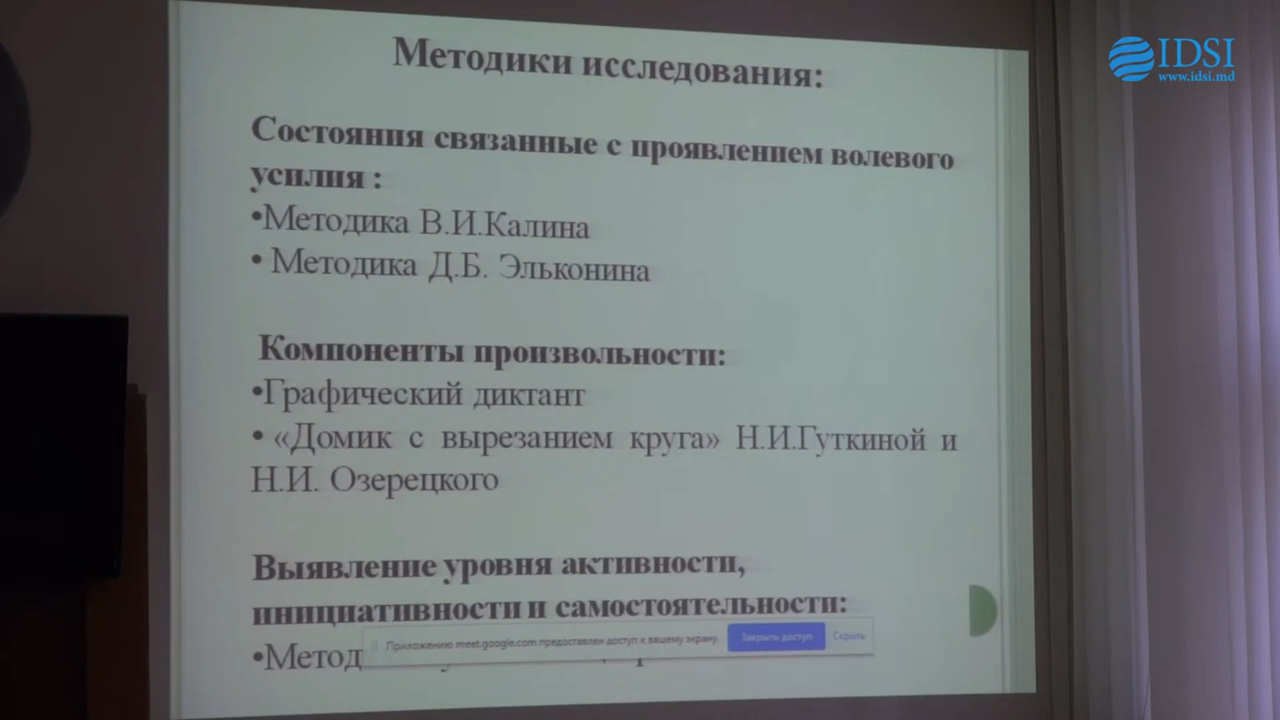 IDSI
www.idsi.md
Методики исследования:
Состояния связанные с проявлением волевого
усилия :
•Методика В.И.Калина
• Методика Д.Б. Эльконина
Компоненты произвольности:
•Графический диктант
• «Домик с вырезанием круга» Н.И.Гуткиной и
Н.И. Озерецкого
Выявление уровня активности,
инициативности и самостоятельности:
Приложению meet.google.com предоставлен доступ к вашему экрану.
Закрыть доступ
Скрыть